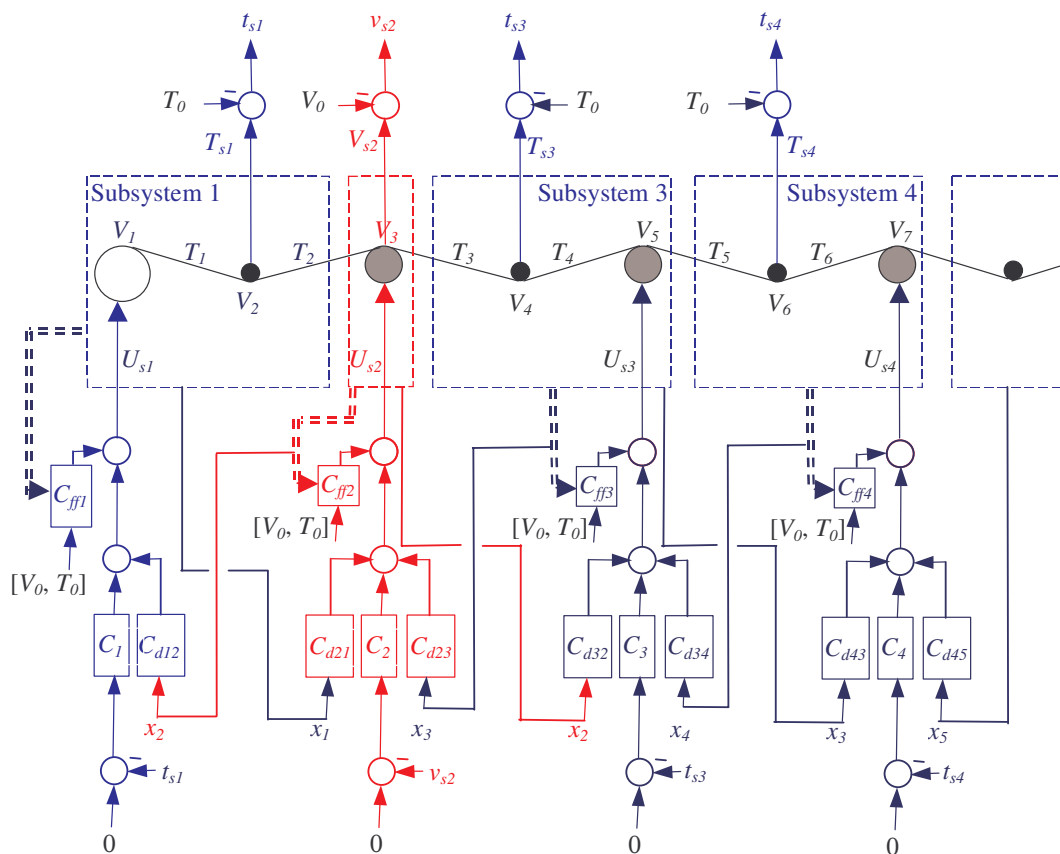 t_s1 v_s2 t_s3 t_s4
T_0 V_0 T_0 T_0
T_s1 V_s2 T_s3 T_s4
Subsystem 1 Subsystem 3 Subsystem 4
V_1 V_3 V_5 V_7
T_1 T_2 T_3 T_4 T_5 T_6
V_2 V_4 V_6
U_s1 U_s2 U_s3 U_s4
C_ff1 C_ff2 C_ff3 C_ff4
[V_0, T_0] [V_0, T_0] [V_0, T_0]
[V_0, T_0]
C_1 C_d12 C_d21 C_2 C_d23 C_d32 C_3 C_d34 C_d43 C_4 C_d45
x_2 x_1 x_3 x_2 x_4 x_3 x_5
t_s1 v_s2 t_s3 t_s4
0 0 0 0